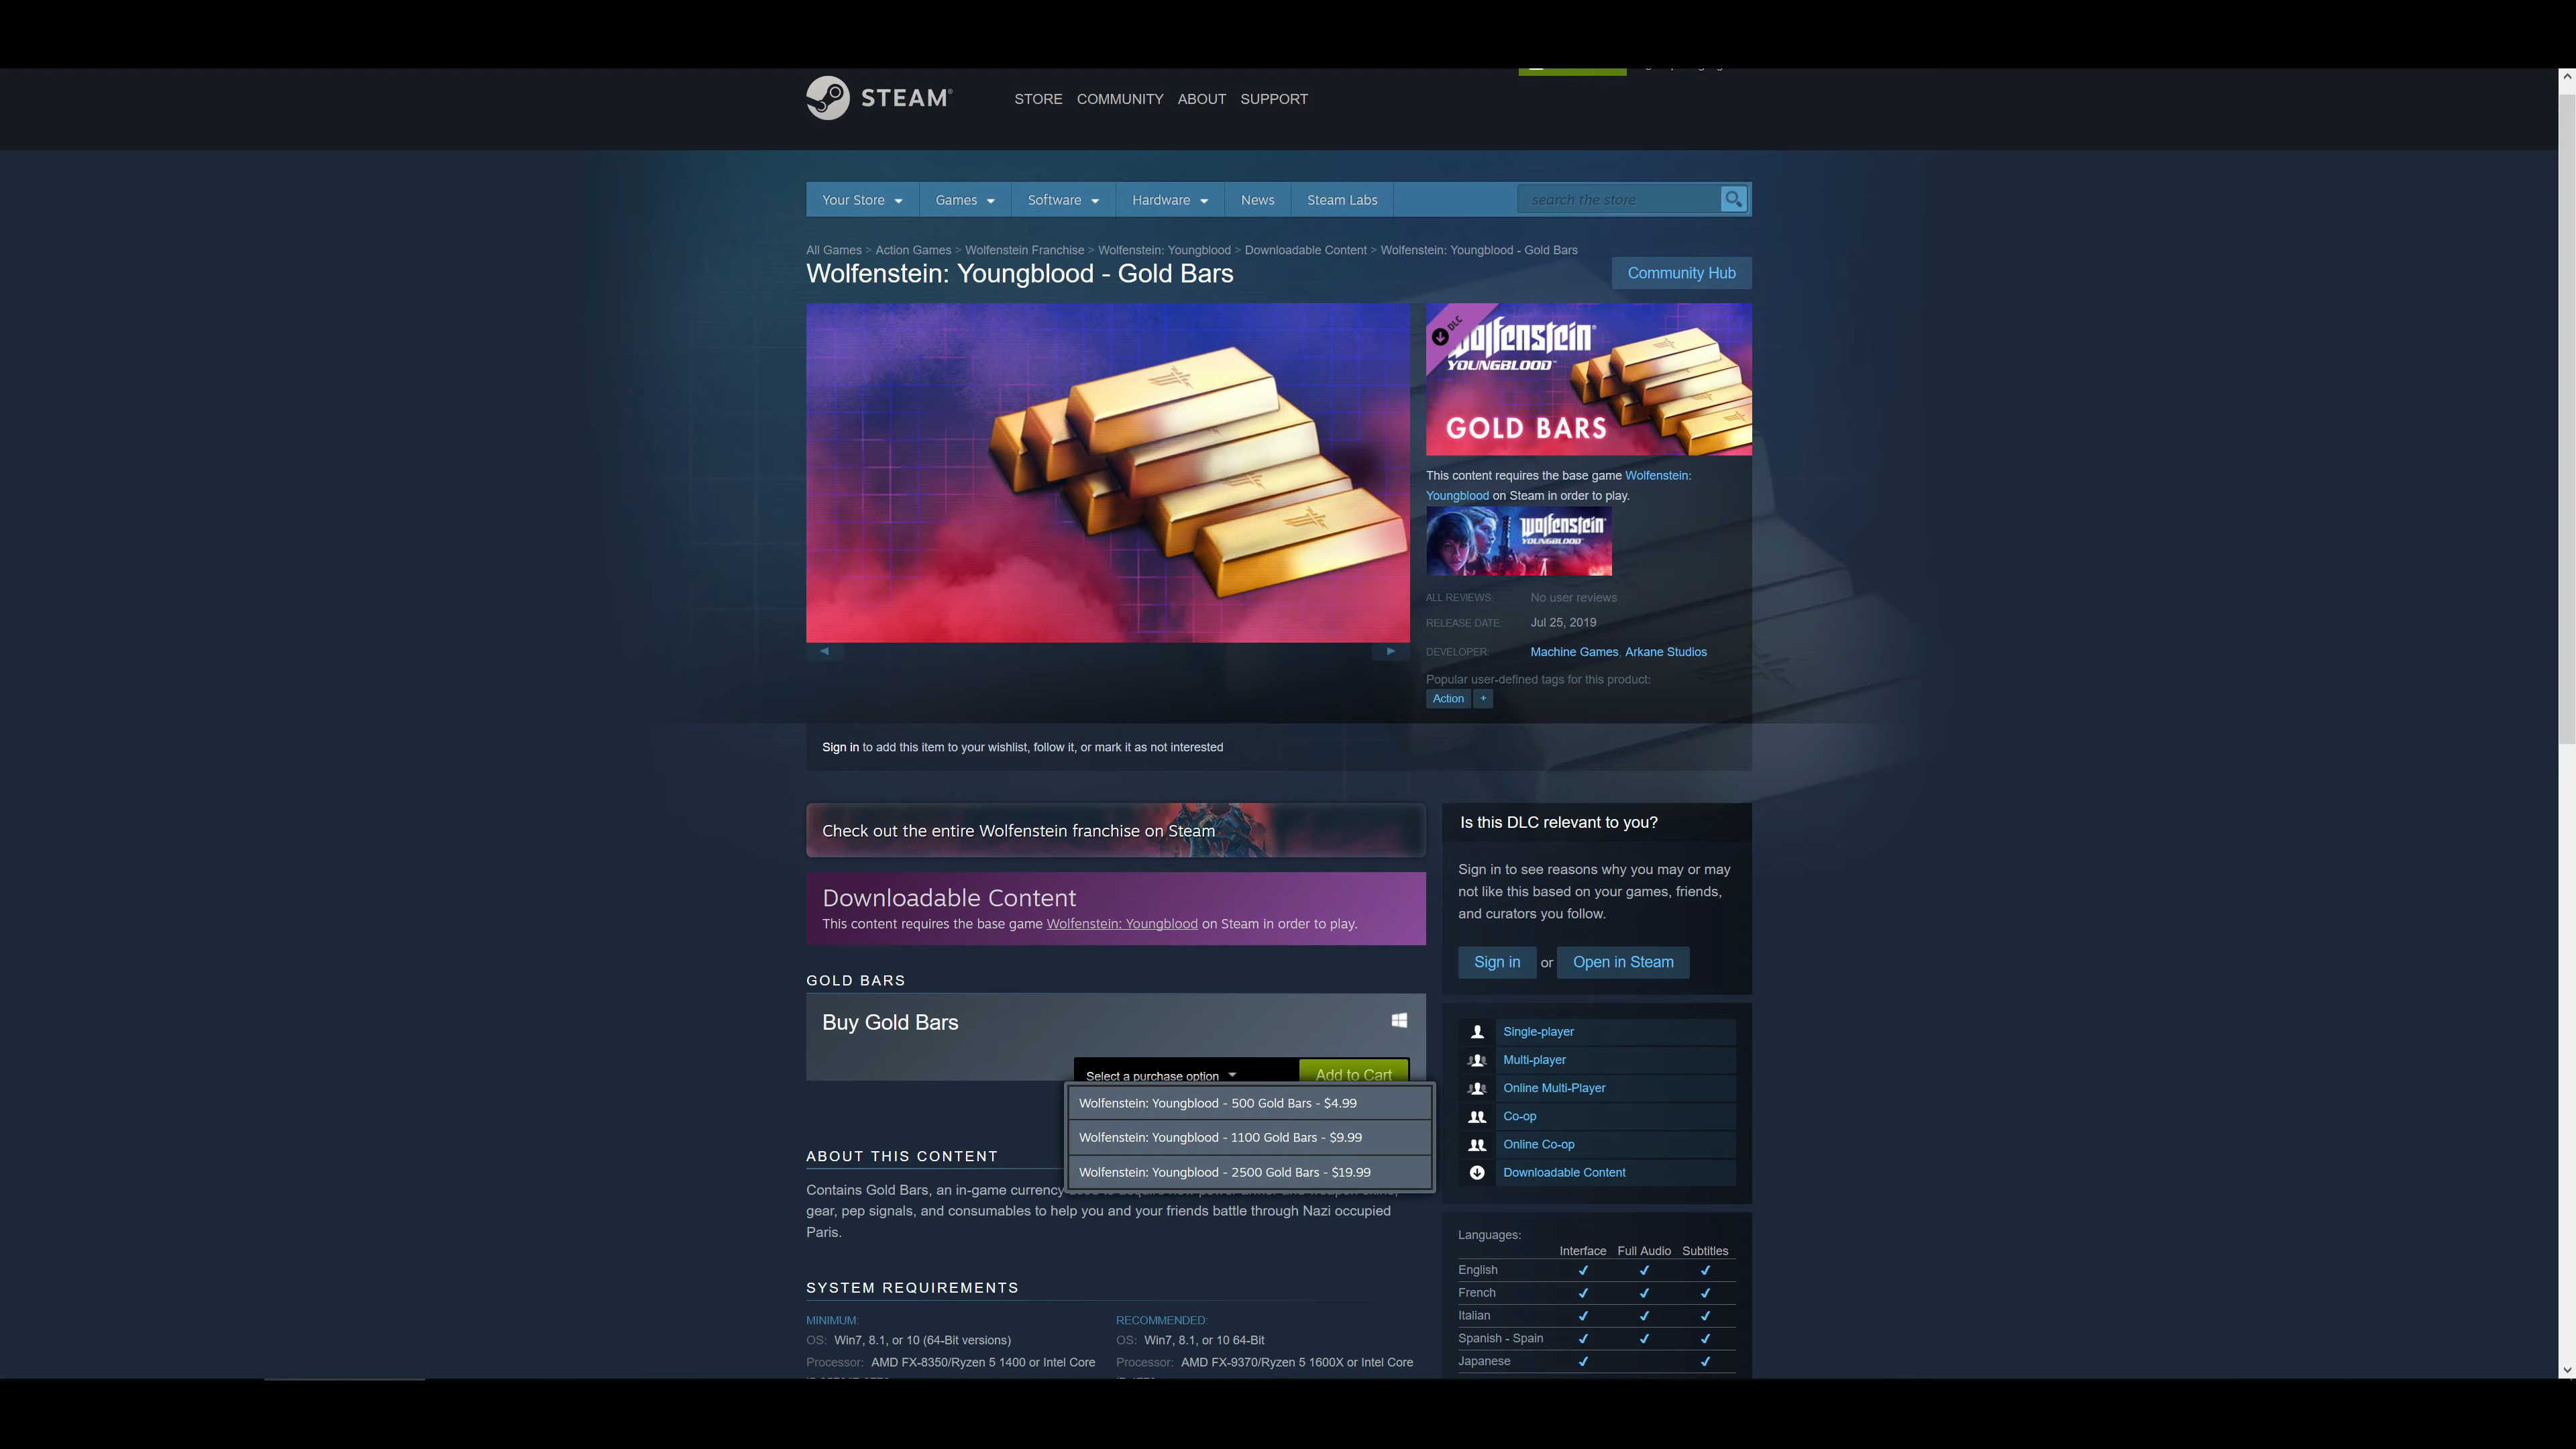 STEAM®
STORE COMMUNITY ABOUT SUPPORT
Your Store Games Software Hardware News Steam Labs
search the store
All Games > Action Games > Wolfenstein Franchise > Wolfenstein: Youngblood > Downloadable Content > Wolfenstein: Youngblood - Gold Bars
Wolfenstein: Youngblood - Gold Bars
Community Hub
DLC
Wolfenstein
YOUNGBLOOD
GOLD BARS
This content requires the base game Wolfenstein:
Youngblood on Steam in order to play.
Wolfenstein
YOUNGBLOOD
ALL REVIEWS: No user reviews
RELEASE DATE: Jul 25, 2019
DEVELOPER: Machine Games, Arkane Studios
Popular user-defined tags for this product:
Action +
Sign in to add this item to your wishlist, follow it, or mark it as not interested
Check out the entire Wolfenstein franchise on Steam
Downloadable Content
This content requires the base game Wolfenstein: Youngblood on Steam in order to play.
GOLD BARS
Buy Gold Bars
Select a purchase option
Add to Cart
Wolfenstein: Youngblood - 500 Gold Bars - $4.99
Wolfenstein: Youngblood - 1100 Gold Bars - $9.99
Wolfenstein: Youngblood - 2500 Gold Bars - $19.99
ABOUT THIS CONTENT
Contains Gold Bars, an in-game currency
gear, pep signals, and consumables to help you and your friends battle through Nazi occupied
Paris.
SYSTEM REQUIREMENTS
MINIMUM:
OS: Win7, 8.1, or 10 (64-Bit versions)
Processor: AMD FX-8350/Ryzen 5 1400 or Intel Core
RECOMMENDED:
OS: Win7, 8.1, or 10 64-Bit
Processor: AMD FX-9370/Ryzen 5 1600X or Intel Core
Is this DLC relevant to you?
Sign in to see reasons why you may or may
not like this based on your games, friends,
and curators you follow.
Sign in or Open in Steam
Single-player
Multi-player
Online Multi-Player
Co-op
Online Co-op
Downloadable Content
Languages:
Interface Full Audio Subtitles
English ✔ ✔ ✔
French ✔ ✔ ✔
Italian ✔ ✔ ✔
Spanish - Spain ✔ ✔ ✔
Japanese ✔ ✔